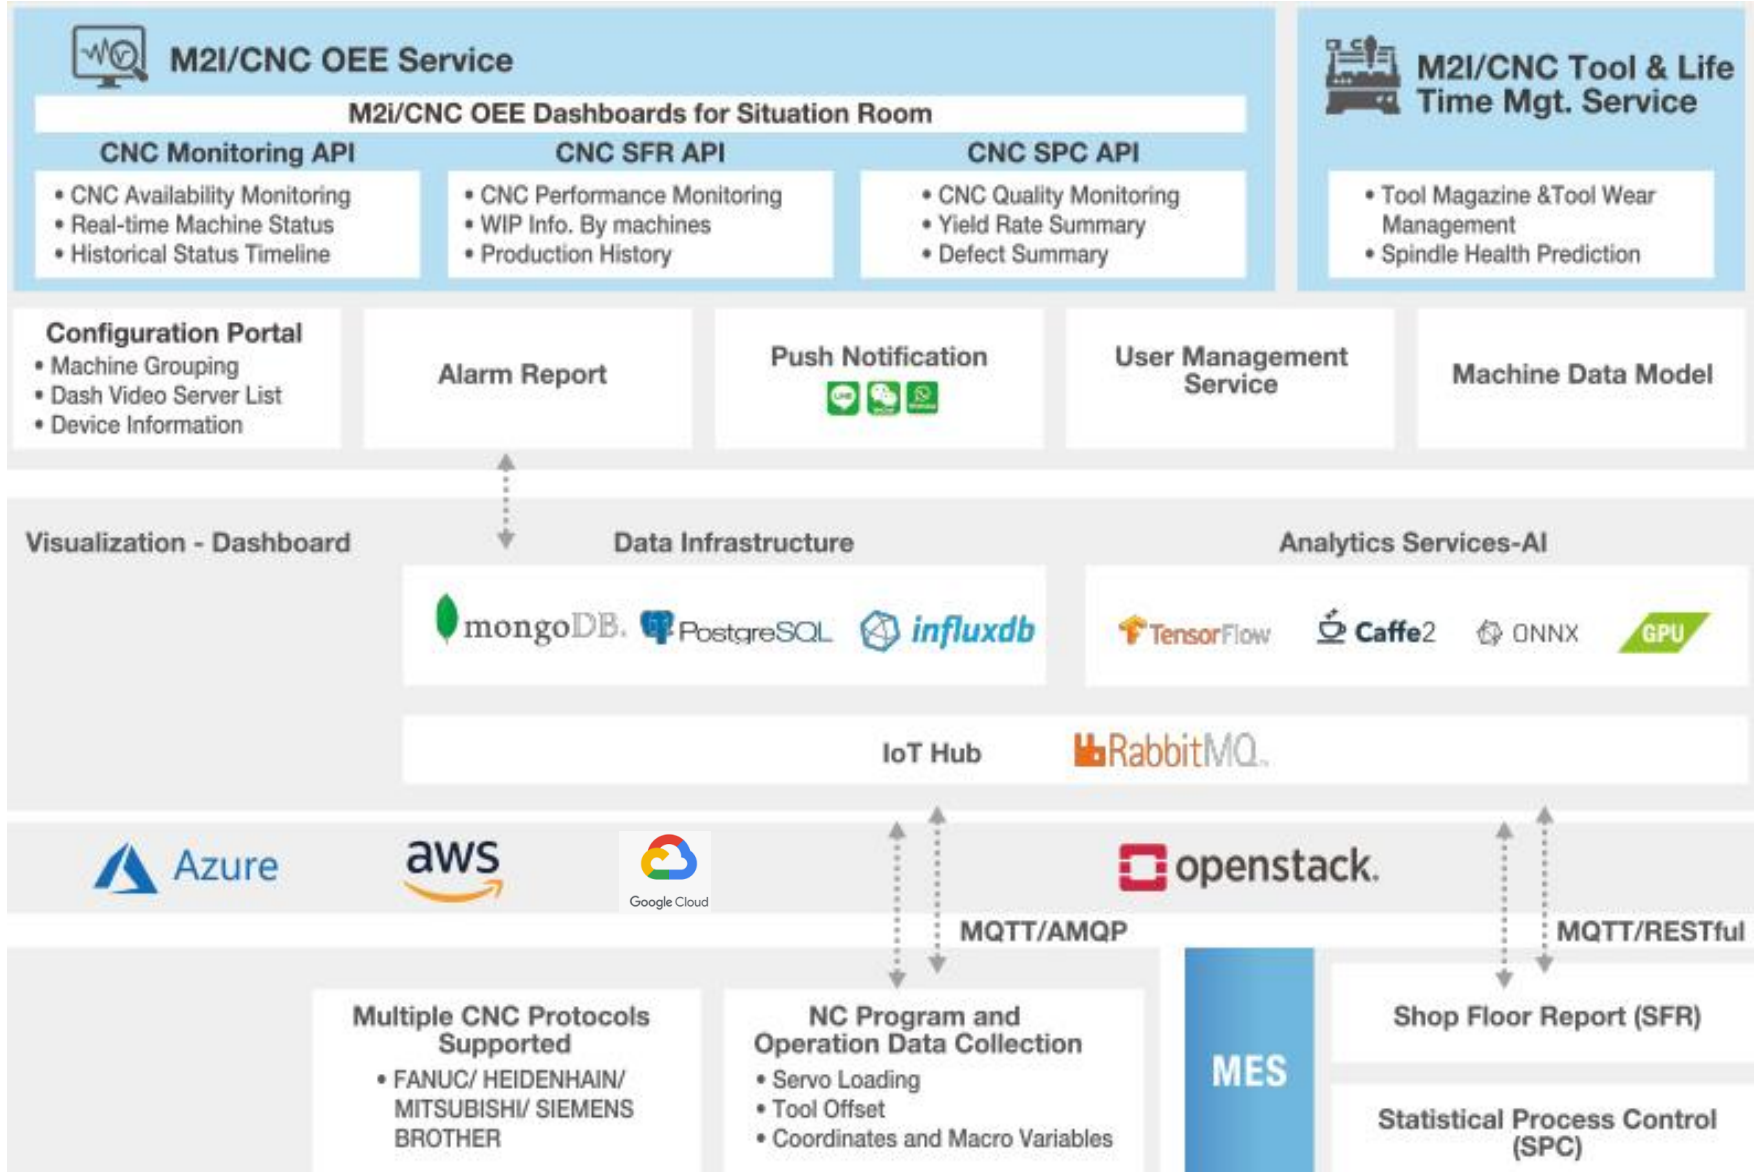 M2I/CNC OEE Service
M2i/CNC OEE Dashboards for Situation Room
CNC Monitoring API
• CNC Availability Monitoring
• Real-time Machine Status
• Historical Status Timeline
CNC SFR API
• CNC Performance Monitoring
• WIP Info. By machines
• Production History
CNC SPC API
• CNC Quality Monitoring
• Yield Rate Summary
• Defect Summary
M2I/CNC Tool & Life
Time Mgt. Service
• Tool Magazine &Tool Wear
Management
• Spindle Health Prediction
Configuration Portal
• Machine Grouping
• Dash Video Server List
• Device Information
Alarm Report
Push Notification
LINE
User Management
Service
Machine Data Model
Visualization - Dashboard
Data Infrastructure
mongoDB.
PostgreSQL
influxdb
Analytics Services-AI
TensorFlow
Caffe2
ONNX
GPU
IoT Hub
RabbitMQ
Azure
aws
Google Cloud
openstack.
MQTT/AMQP
MQTT/RESTful
Multiple CNC Protocols
Supported
• FANUC/ HEIDENHAIN/
MITSUBISHI/ SIEMENS
BROTHER
NC Program and
Operation Data Collection
• Servo Loading
• Tool Offset
• Coordinates and Macro Variables
MES
Shop Floor Report (SFR)
Statistical Process Control
(SPC)